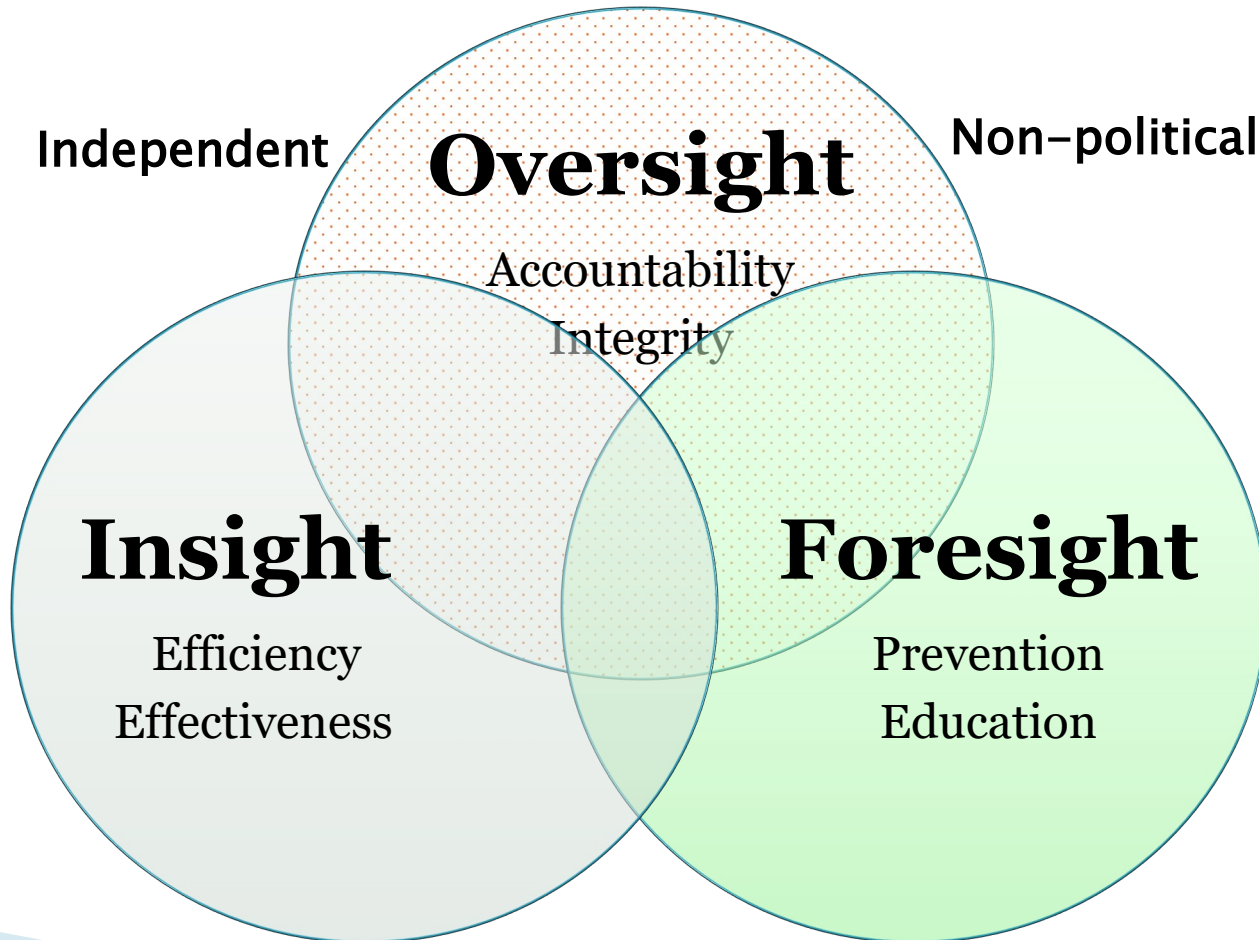 Independent
Non-political
Oversight
Accountability
Integrity
Insight
Efficiency
Effectiveness
Foresight
Prevention
Education